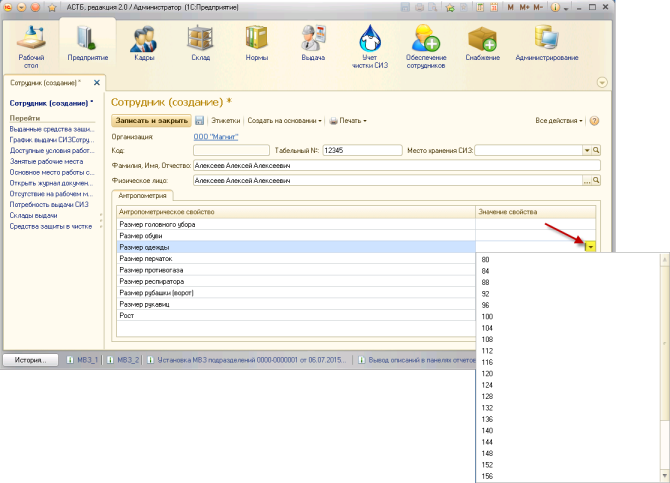 АСТБ, редакция 2.0 / Администратор (1С:Предприятие)
M M+ M-
Рабочий стол
Предприятие
Кадры
Склад
Нормы
Выдача
Учет чистки СИЗ
Обеспечение сотрудников
Снабжение
Администрирование
Сотрудник (создание) *
Сотрудник (создание) *
Перейти
Выданные средства защи...
График выдачи СИЗСотру...
Доступные условия работ...
Занятые рабочие места
Основное место работы с...
Открыть журнал докумен...
Отсутствие на рабочем м...
Потребность выдачи СИЗ
Склады выдачи
Средства защиты в чистке
Сотрудник (создание) *
Записать и закрыть Этикетки Создать на основании Печать Все действия
Организация: ООО "Магнит"
Код: Табельный №: 12345 Место хранения СИЗ:
Фамилия, Имя, Отчество: Алексеев Алексей Алексеевич
Физическое лицо: Алексеев Алексей Алексеевич
Антропометрия
Антропометрическое свойство Значение свойства
Размер головного убора
Размер обуви
Размер одежды
Размер перчаток
Размер противогаза
Размер респиратора
Размер рубашки (ворот)
Размер рукавиц
Рост
80
84
88
92
96
100
104
108
112
116
120
124
128
132
136
140
144
148
152
156
История... МВЗ_1 МВЗ_2 Установка МВЗ подразделений 0000-0000001 от 06.07.2015... Вывод описаний в панелях отчетов